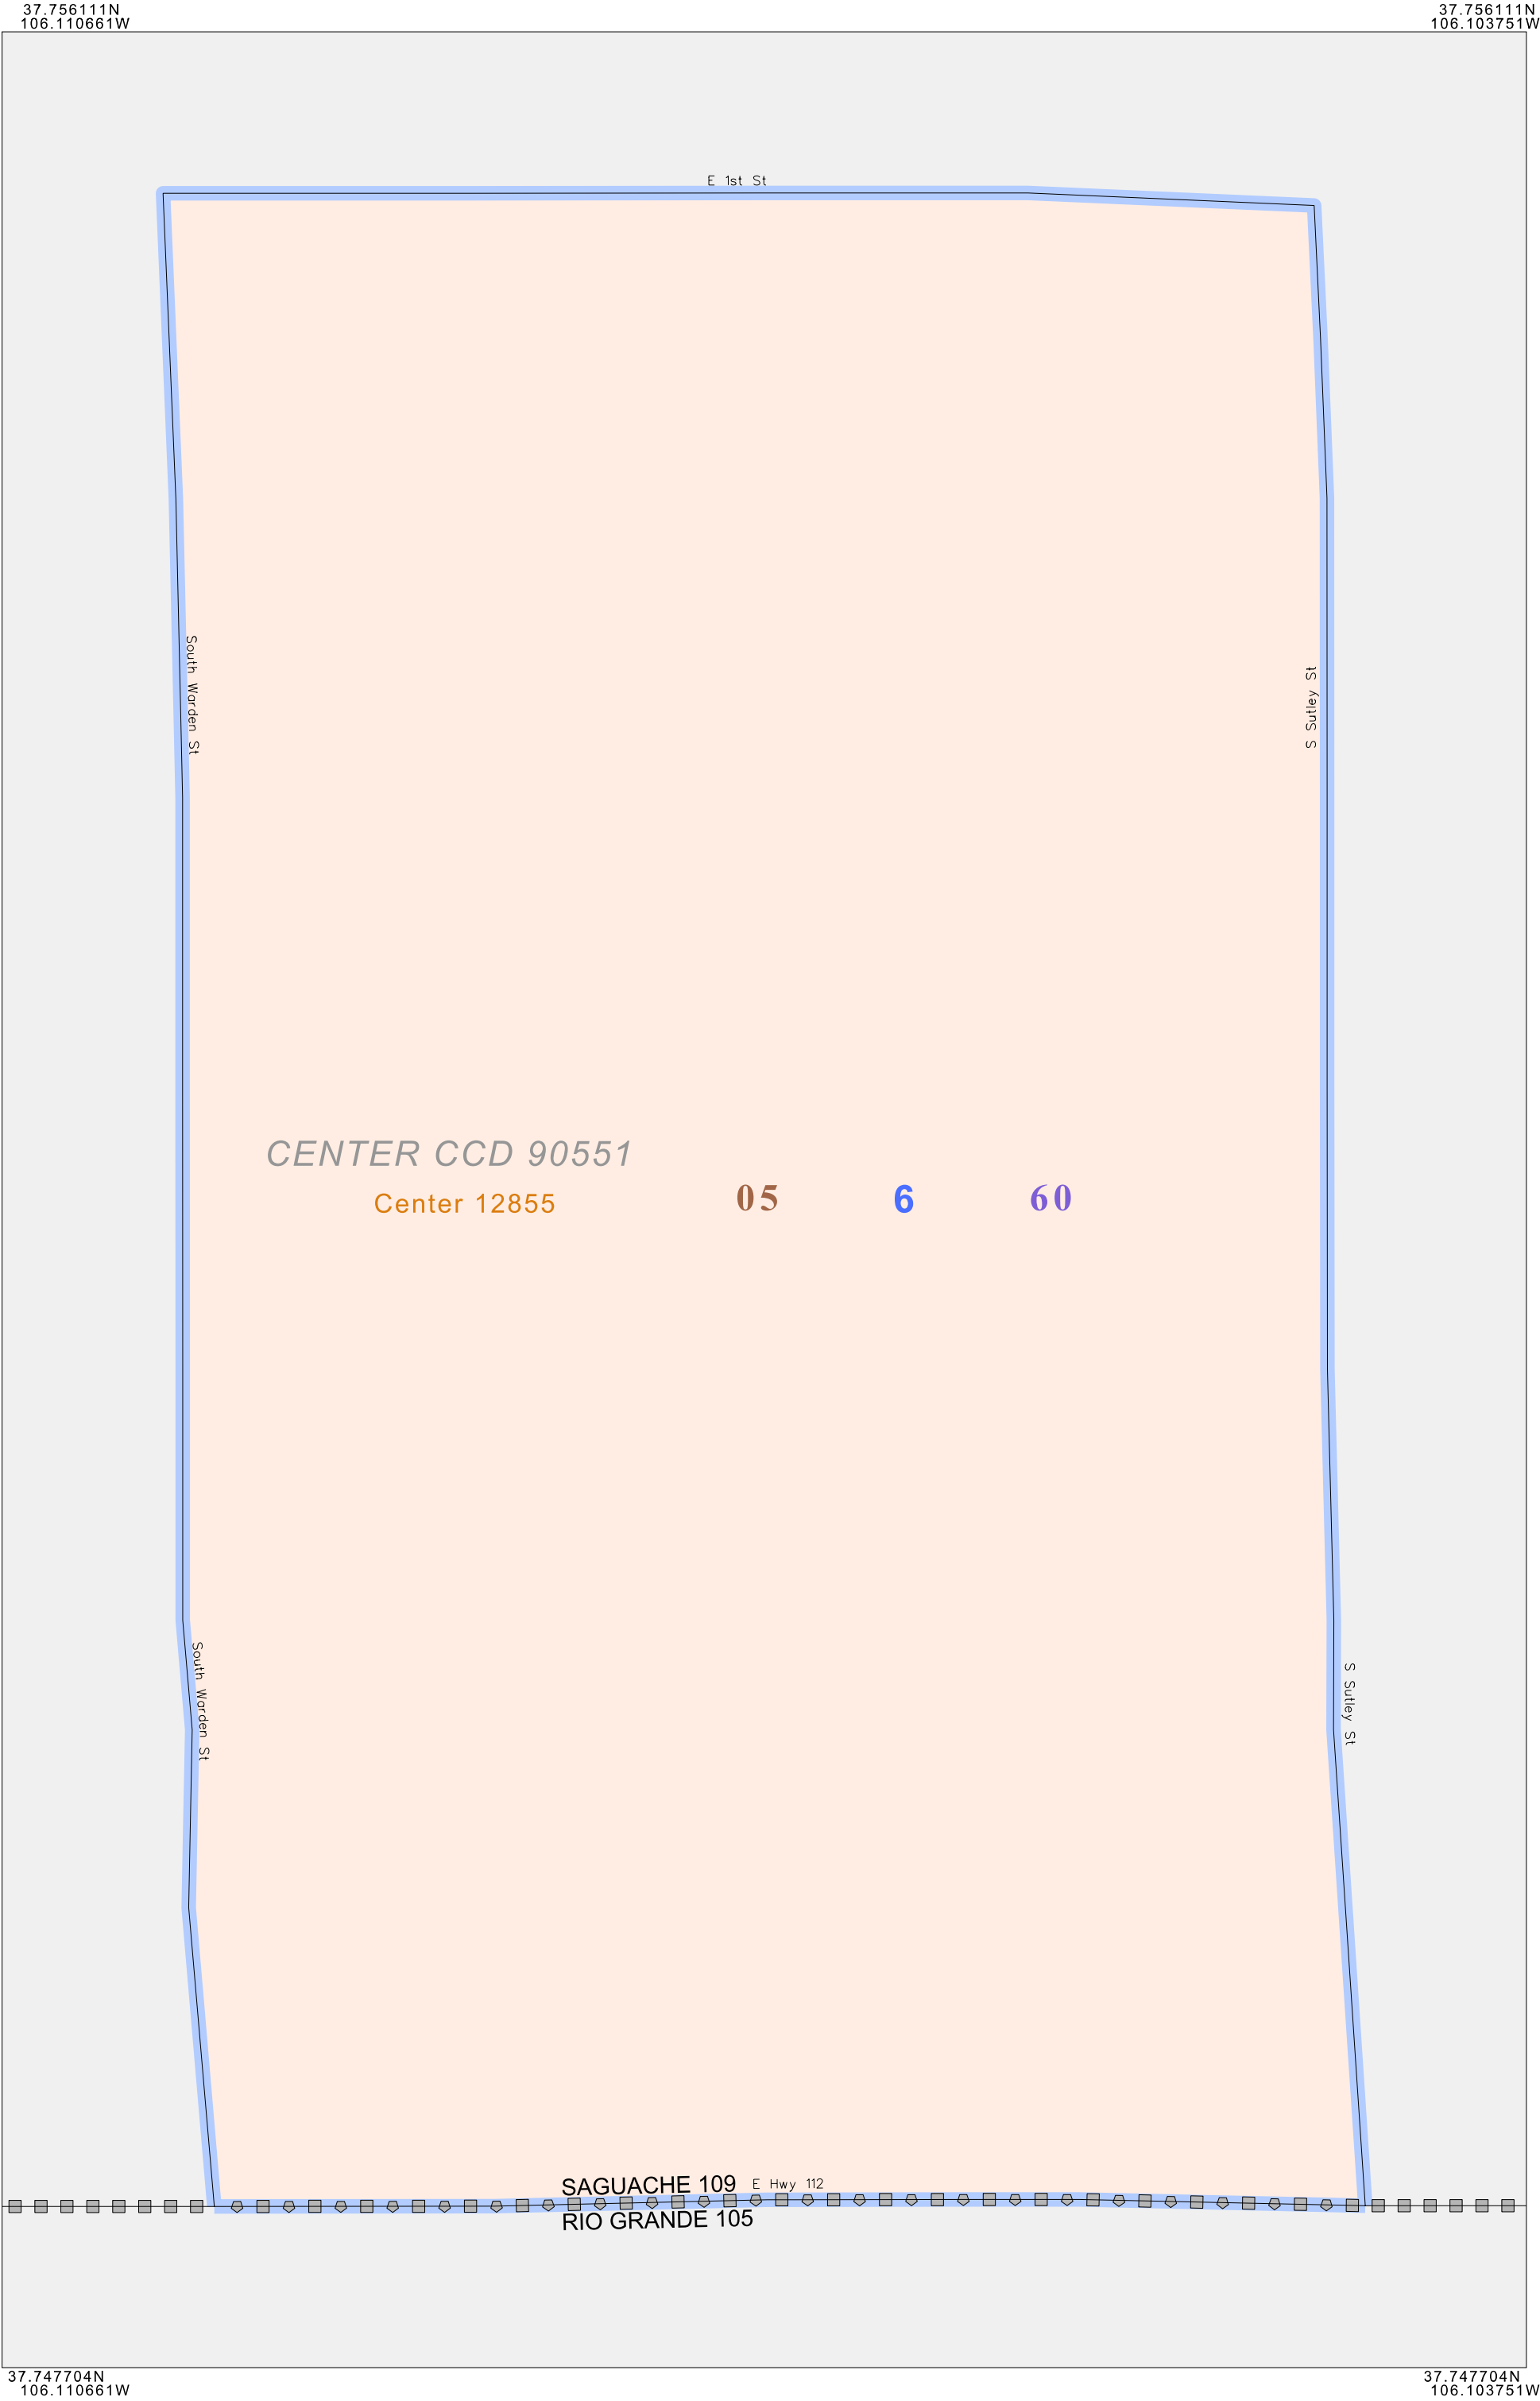 37.756111N
106.110661W
37.756111N
106.103751W
E 1st St
South Warden St
S Sutley St
CENTER CCD 90551
Center 12855
05
6
60
South Warden St
S Sutley St
SAGUACHE 109
E Hwy 112
RIO GRANDE 105
37.747704N
106.110661W
37.747704N
106.103751W